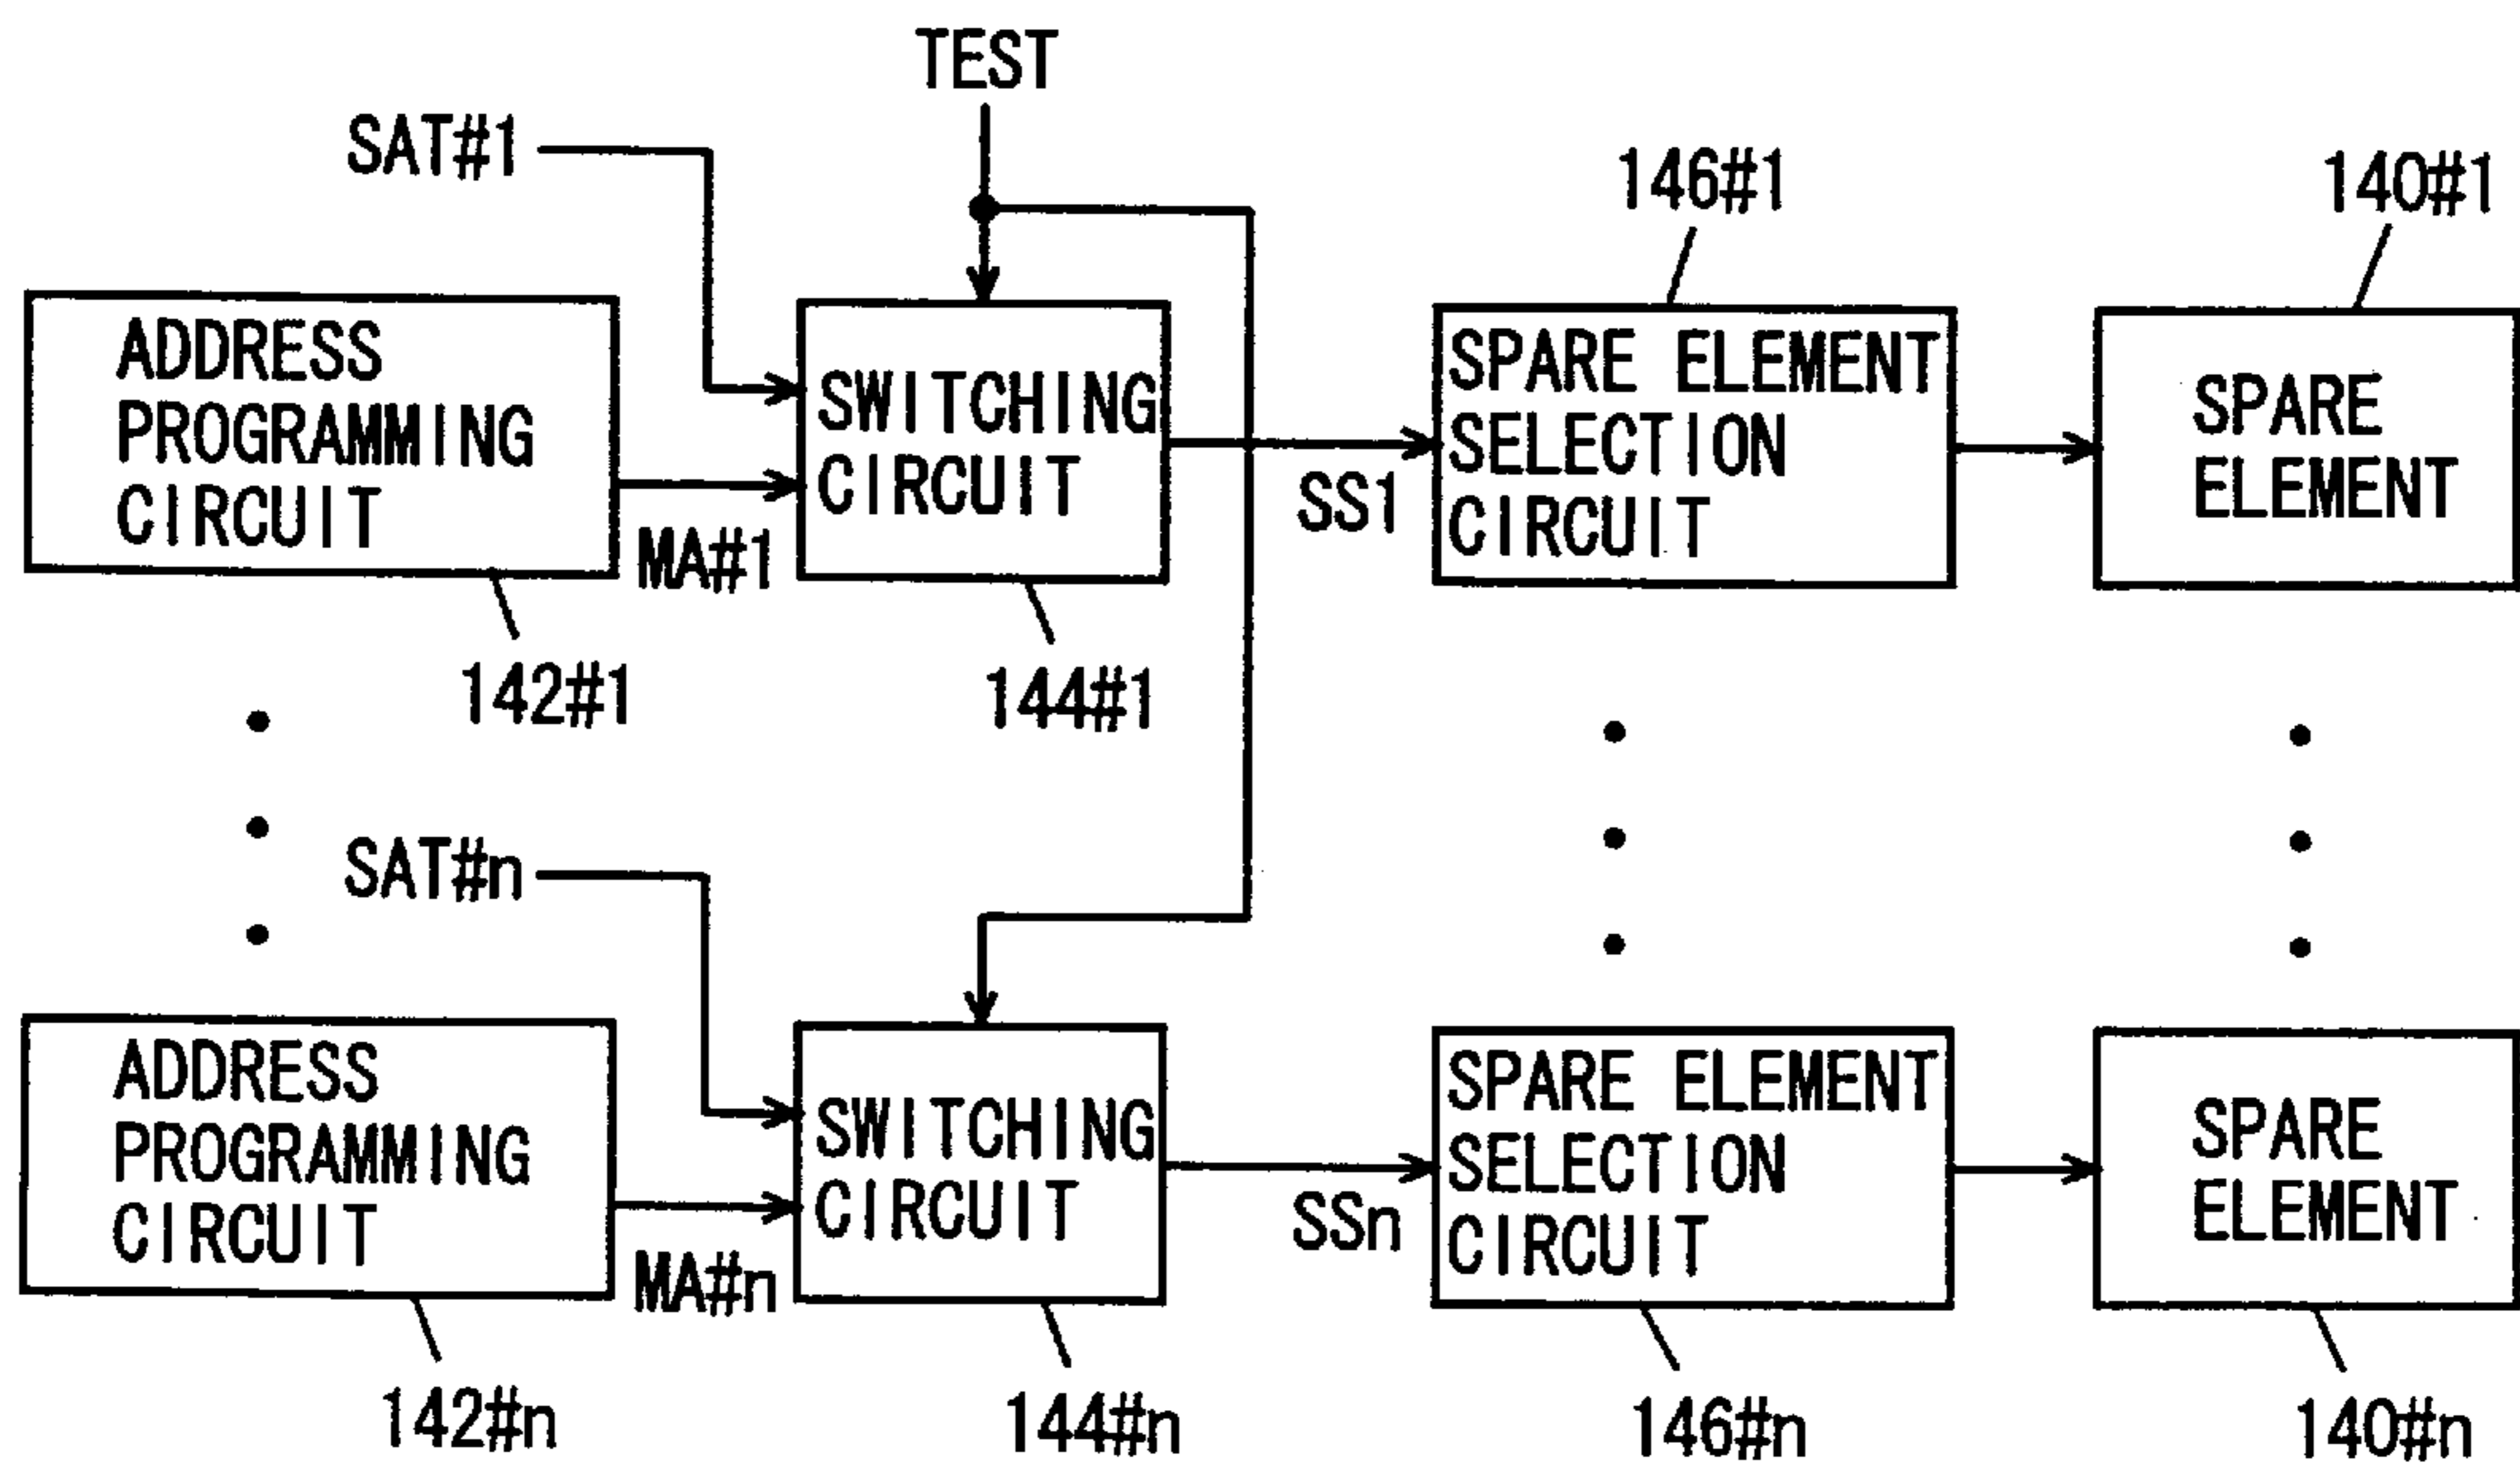 TEST
SAT#1
146#1
140#1
ADDRESS
PROGRAMMING
CIRCUIT
MA#1
SWITCHING
CIRCUIT
SS1
SPARE ELEMENT
SELECTION
CIRCUIT
SPARE
ELEMENT
142#1
144#1
SAT#n
ADDRESS
PROGRAMMING
CIRCUIT
MA#n
SWITCHING
CIRCUIT
SSn
SPARE ELEMENT
SELECTION
CIRCUIT
SPARE
ELEMENT
142#n
144#n
146#n
140#n